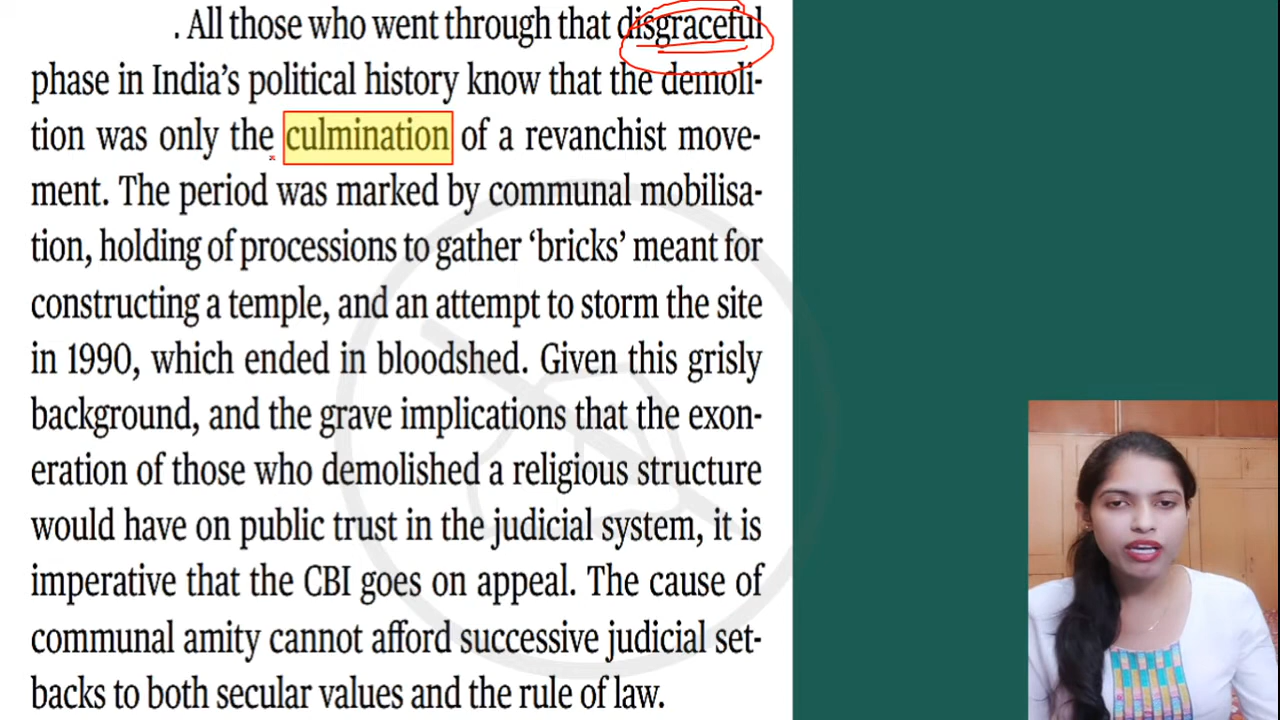 . All those who went through that disgraceful
phase in India’s political history know that the demoli-
tion was only the culmination of a revanchist move-
ment. The period was marked by communal mobilisa-
tion, holding of processions to gather ‘bricks’ meant for
constructing a temple, and an attempt to storm the site
in 1990, which ended in bloodshed. Given this grisly
background, and the grave implications that the exon-
eration of those who demolished a religious structure
would have on public trust in the judicial system, it is
imperative that the CBI goes on appeal. The cause of
communal amity cannot afford successive judicial set-
backs to both secular values and the rule of law.